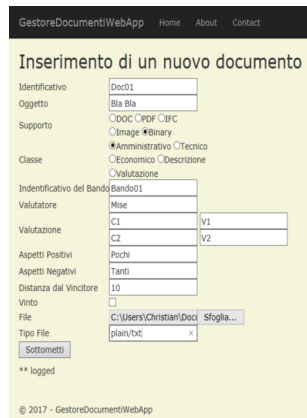 GestoreDocumentiWebApp Home About Contact
Inserimento di un nuovo documento
Identificativo Doc01
Oggetto Bla Bla
Supporto DOC PDF IFC
Image Binary
Classe Amministrativo Tecnico
Economico Descrizione
Valutazione
Indentificativo del Bando Bando01
Valutatore Mise
Valutazione C1 V1
C2 V2
Aspetti Positivi Pochi
Aspetti Negativi Tanti
Distanza dal Vincitore 10
Vinto
File C:\Users\Christian\Doc Sfoglia...
Tipo File plain/txt ×
Sottometti
** logged
© 2017 - GestoreDocumentiWebApp